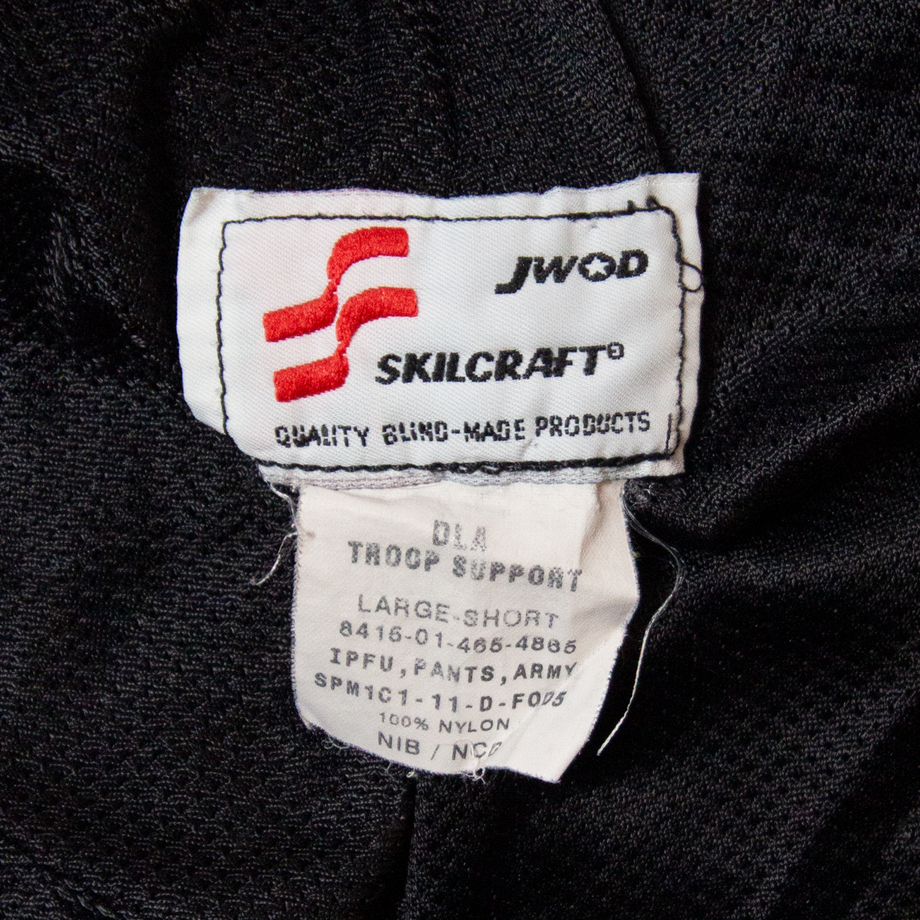 JWOD
SKILCRAFT®
QUALITY BLIND-MADE PRODUCTS
DLA
TROOP SUPPORT
LARGE-SHORT
8415-01-465-4865
IPFU, PANTS, ARMY
SPM1C1-11-D-F005
100% NYLON
NIB /